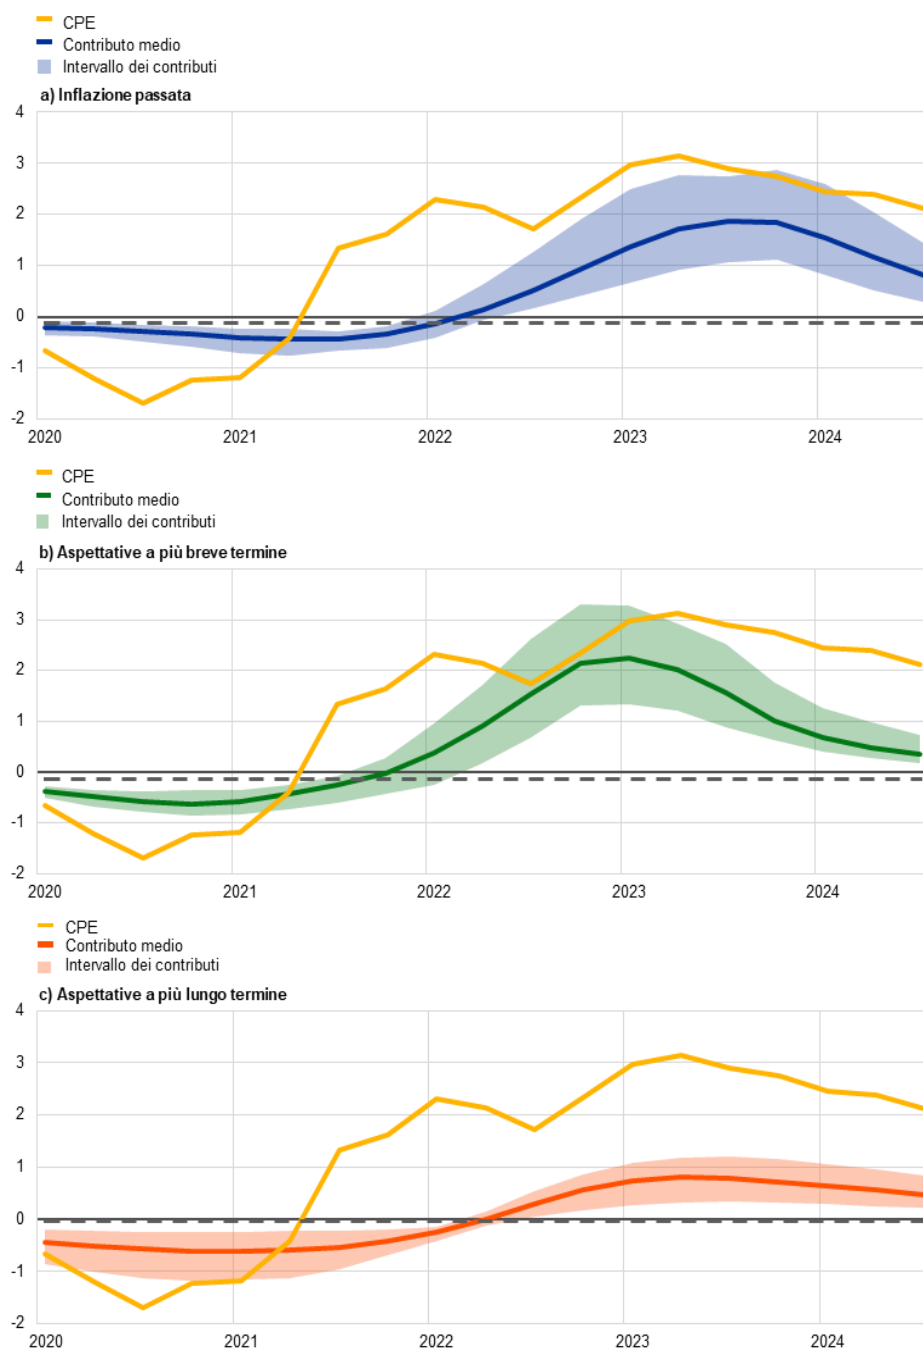 CPE
Contributo medio
Intervallo dei contributi
a) Inflazione passata
4
3
2
1
0
-1
-2
2020 2021 2022 2023 2024
CPE
Contributo medio
Intervallo dei contributi
b) Aspettative a più breve termine
4
3
2
1
0
-1
-2
2020 2021 2022 2023 2024
CPE
Contributo medio
Intervallo dei contributi
c) Aspettative a più lungo termine
4
3
2
1
0
-1
-2
2020 2021 2022 2023 2024